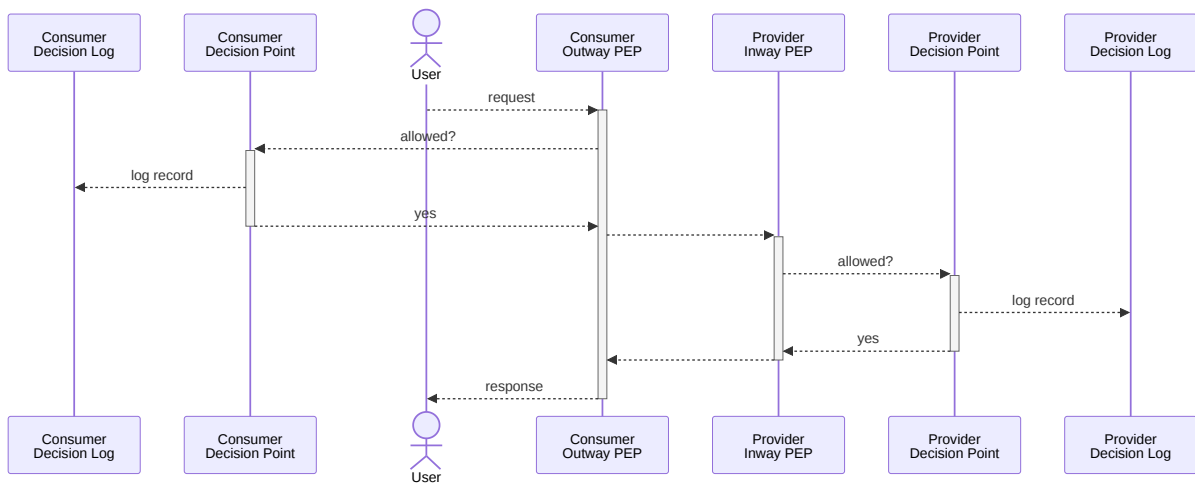 Consumer
Decision Log
Consumer
Decision Point
User
Consumer
Outway PEP
Provider
Inway PEP
Provider
Decision Point
Provider
Decision Log
request
allowed?
log record
yes
allowed?
log record
yes
response
Consumer
Decision Log
Consumer
Decision Point
User
Consumer
Outway PEP
Provider
Inway PEP
Provider
Decision Point
Provider
Decision Log